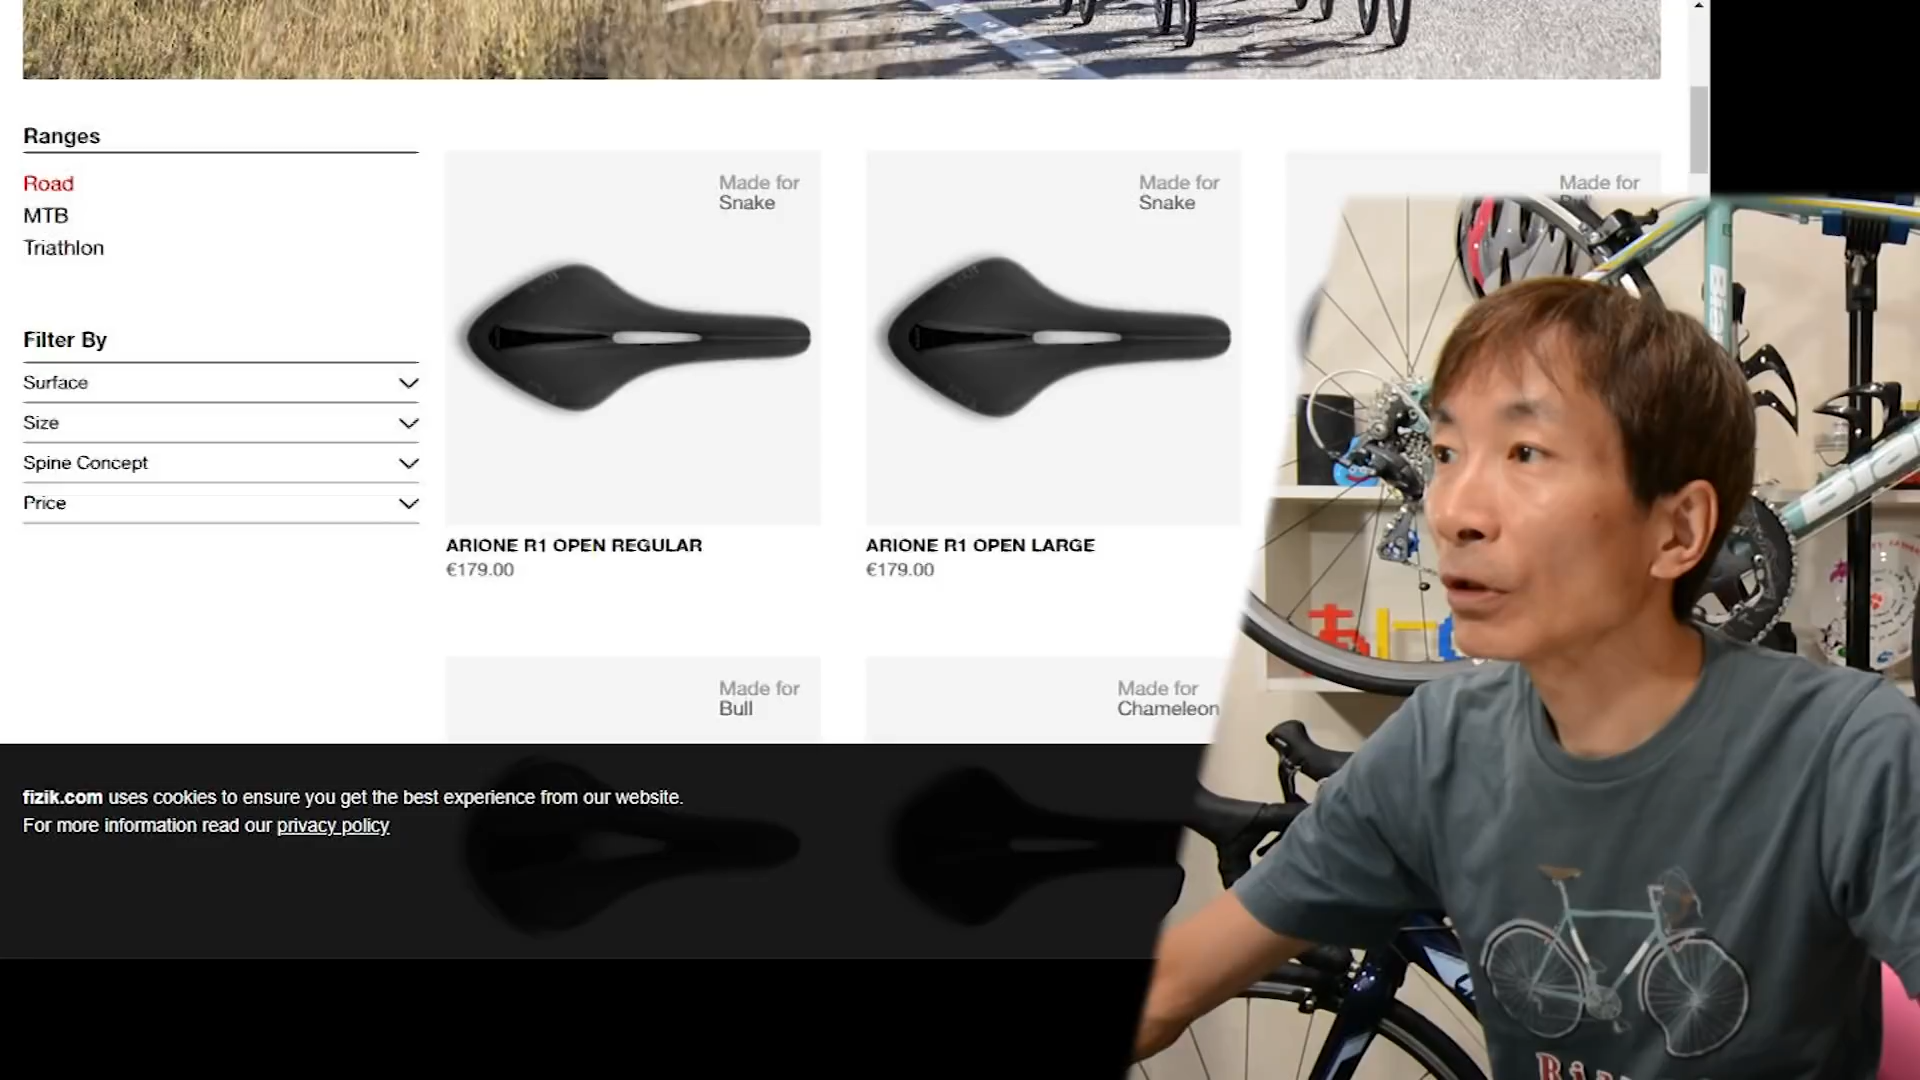 Ranges
Road
MTB
Triathlon
Filter By
Surface
Size
Spine Concept
Price
Made for
Snake
ARIONE R1 OPEN REGULAR
€179.00
Made for
Snake
ARIONE R1 OPEN LARGE
€179.00
Made for
Made for
Bull
Made for
Chameleon
fizik.com uses cookies to ensure you get the best experience from our website.
For more information read our privacy policy